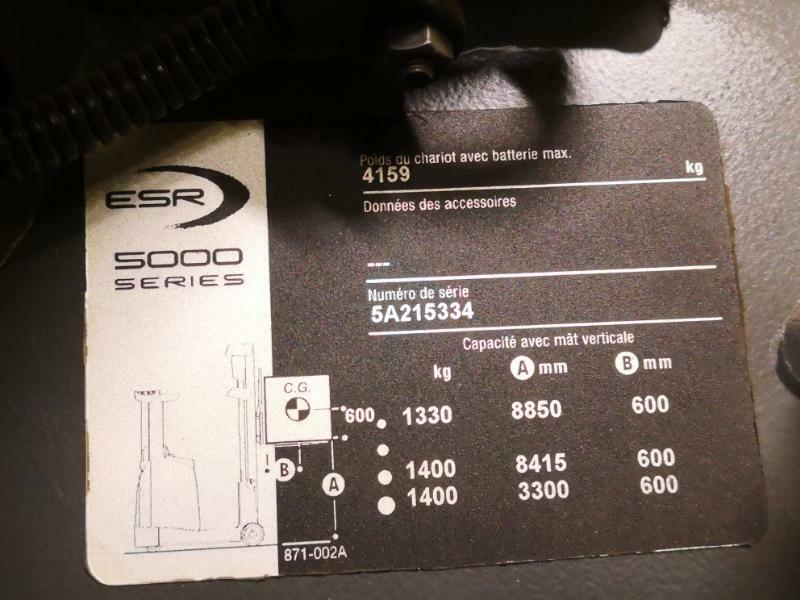 ESR
5000
SERIES
Poids du chariot avec batterie max.
4159 kg
Données des accessoires
---
Numéro de série
5A215334
Capacité avec mât verticale
kg A mm B mm
1330 8850 600
1400 8415 600
1400 3300 600
C.G.
600
B
A
871-002A